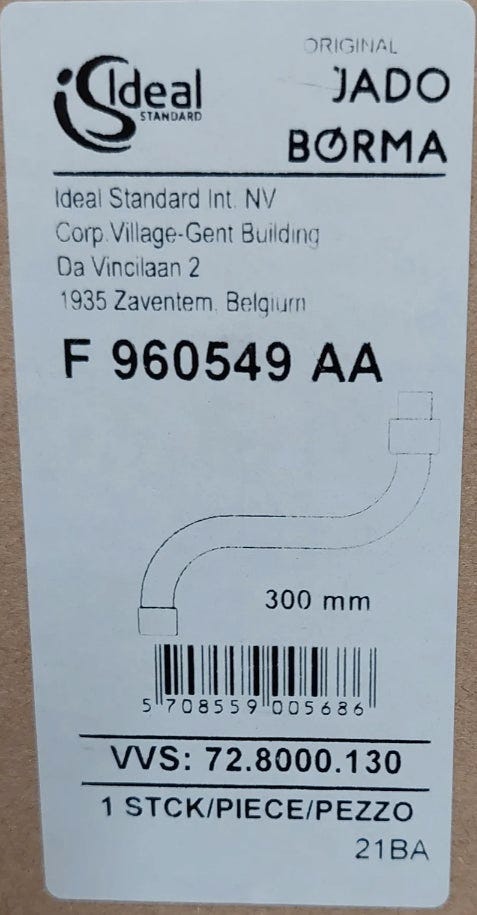 Ideal
STANDARD
ORIGINAL
JADO
BØRMA
Ideal Standard Int. NV
Corp.Village-Gent Building
Da Vincilaan 2
1935 Zaventem, Belgium
F 960549 AA
300 mm
5 708559 005686
VVS: 72.8000.130
1 STCK/PIECE/PEZZO
21BA